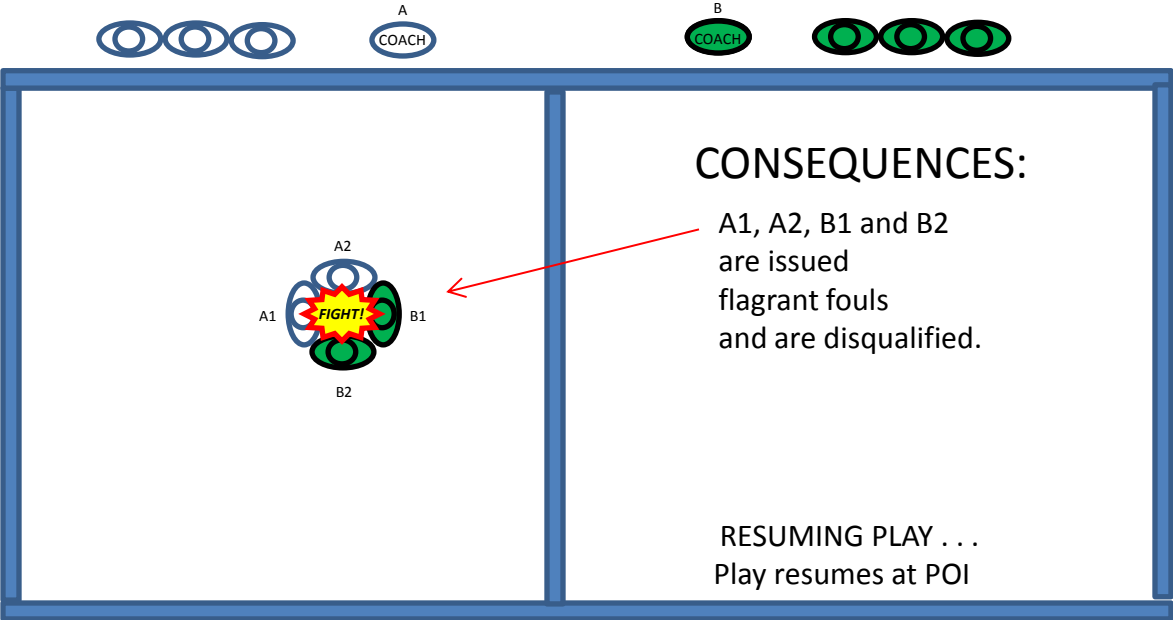 A
B
COACH
COACH
CONSEQUENCES:
A1, A2, B1 and B2
are issued
flagrant fouls
and are disqualified.
A2
A1
FIGHT!
B1
B2
RESUMING PLAY . . .
Play resumes at POI